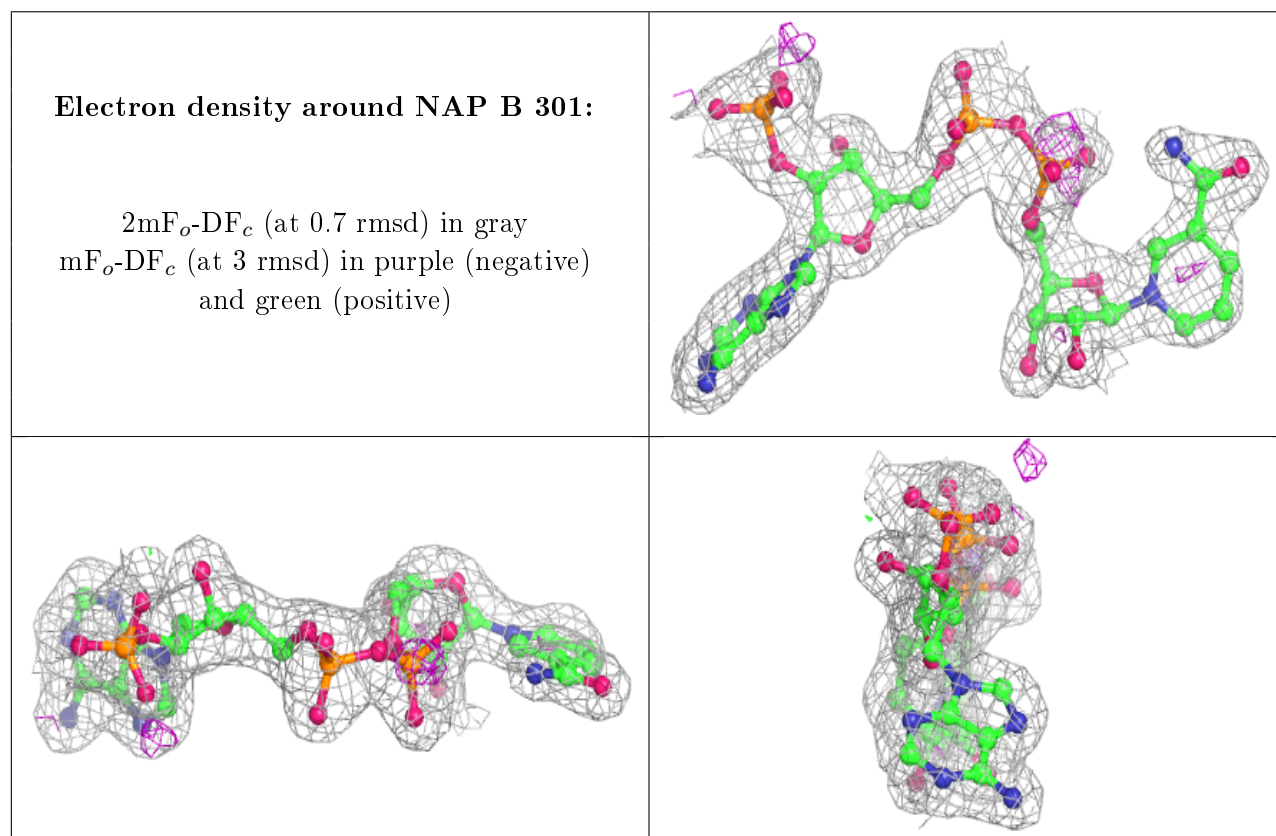 Electron density around NAP B 301:
2mFo-DFc (at 0.7 rmsd) in gray
mFo-DFc (at 3 rmsd) in purple (negative)
and green (positive)